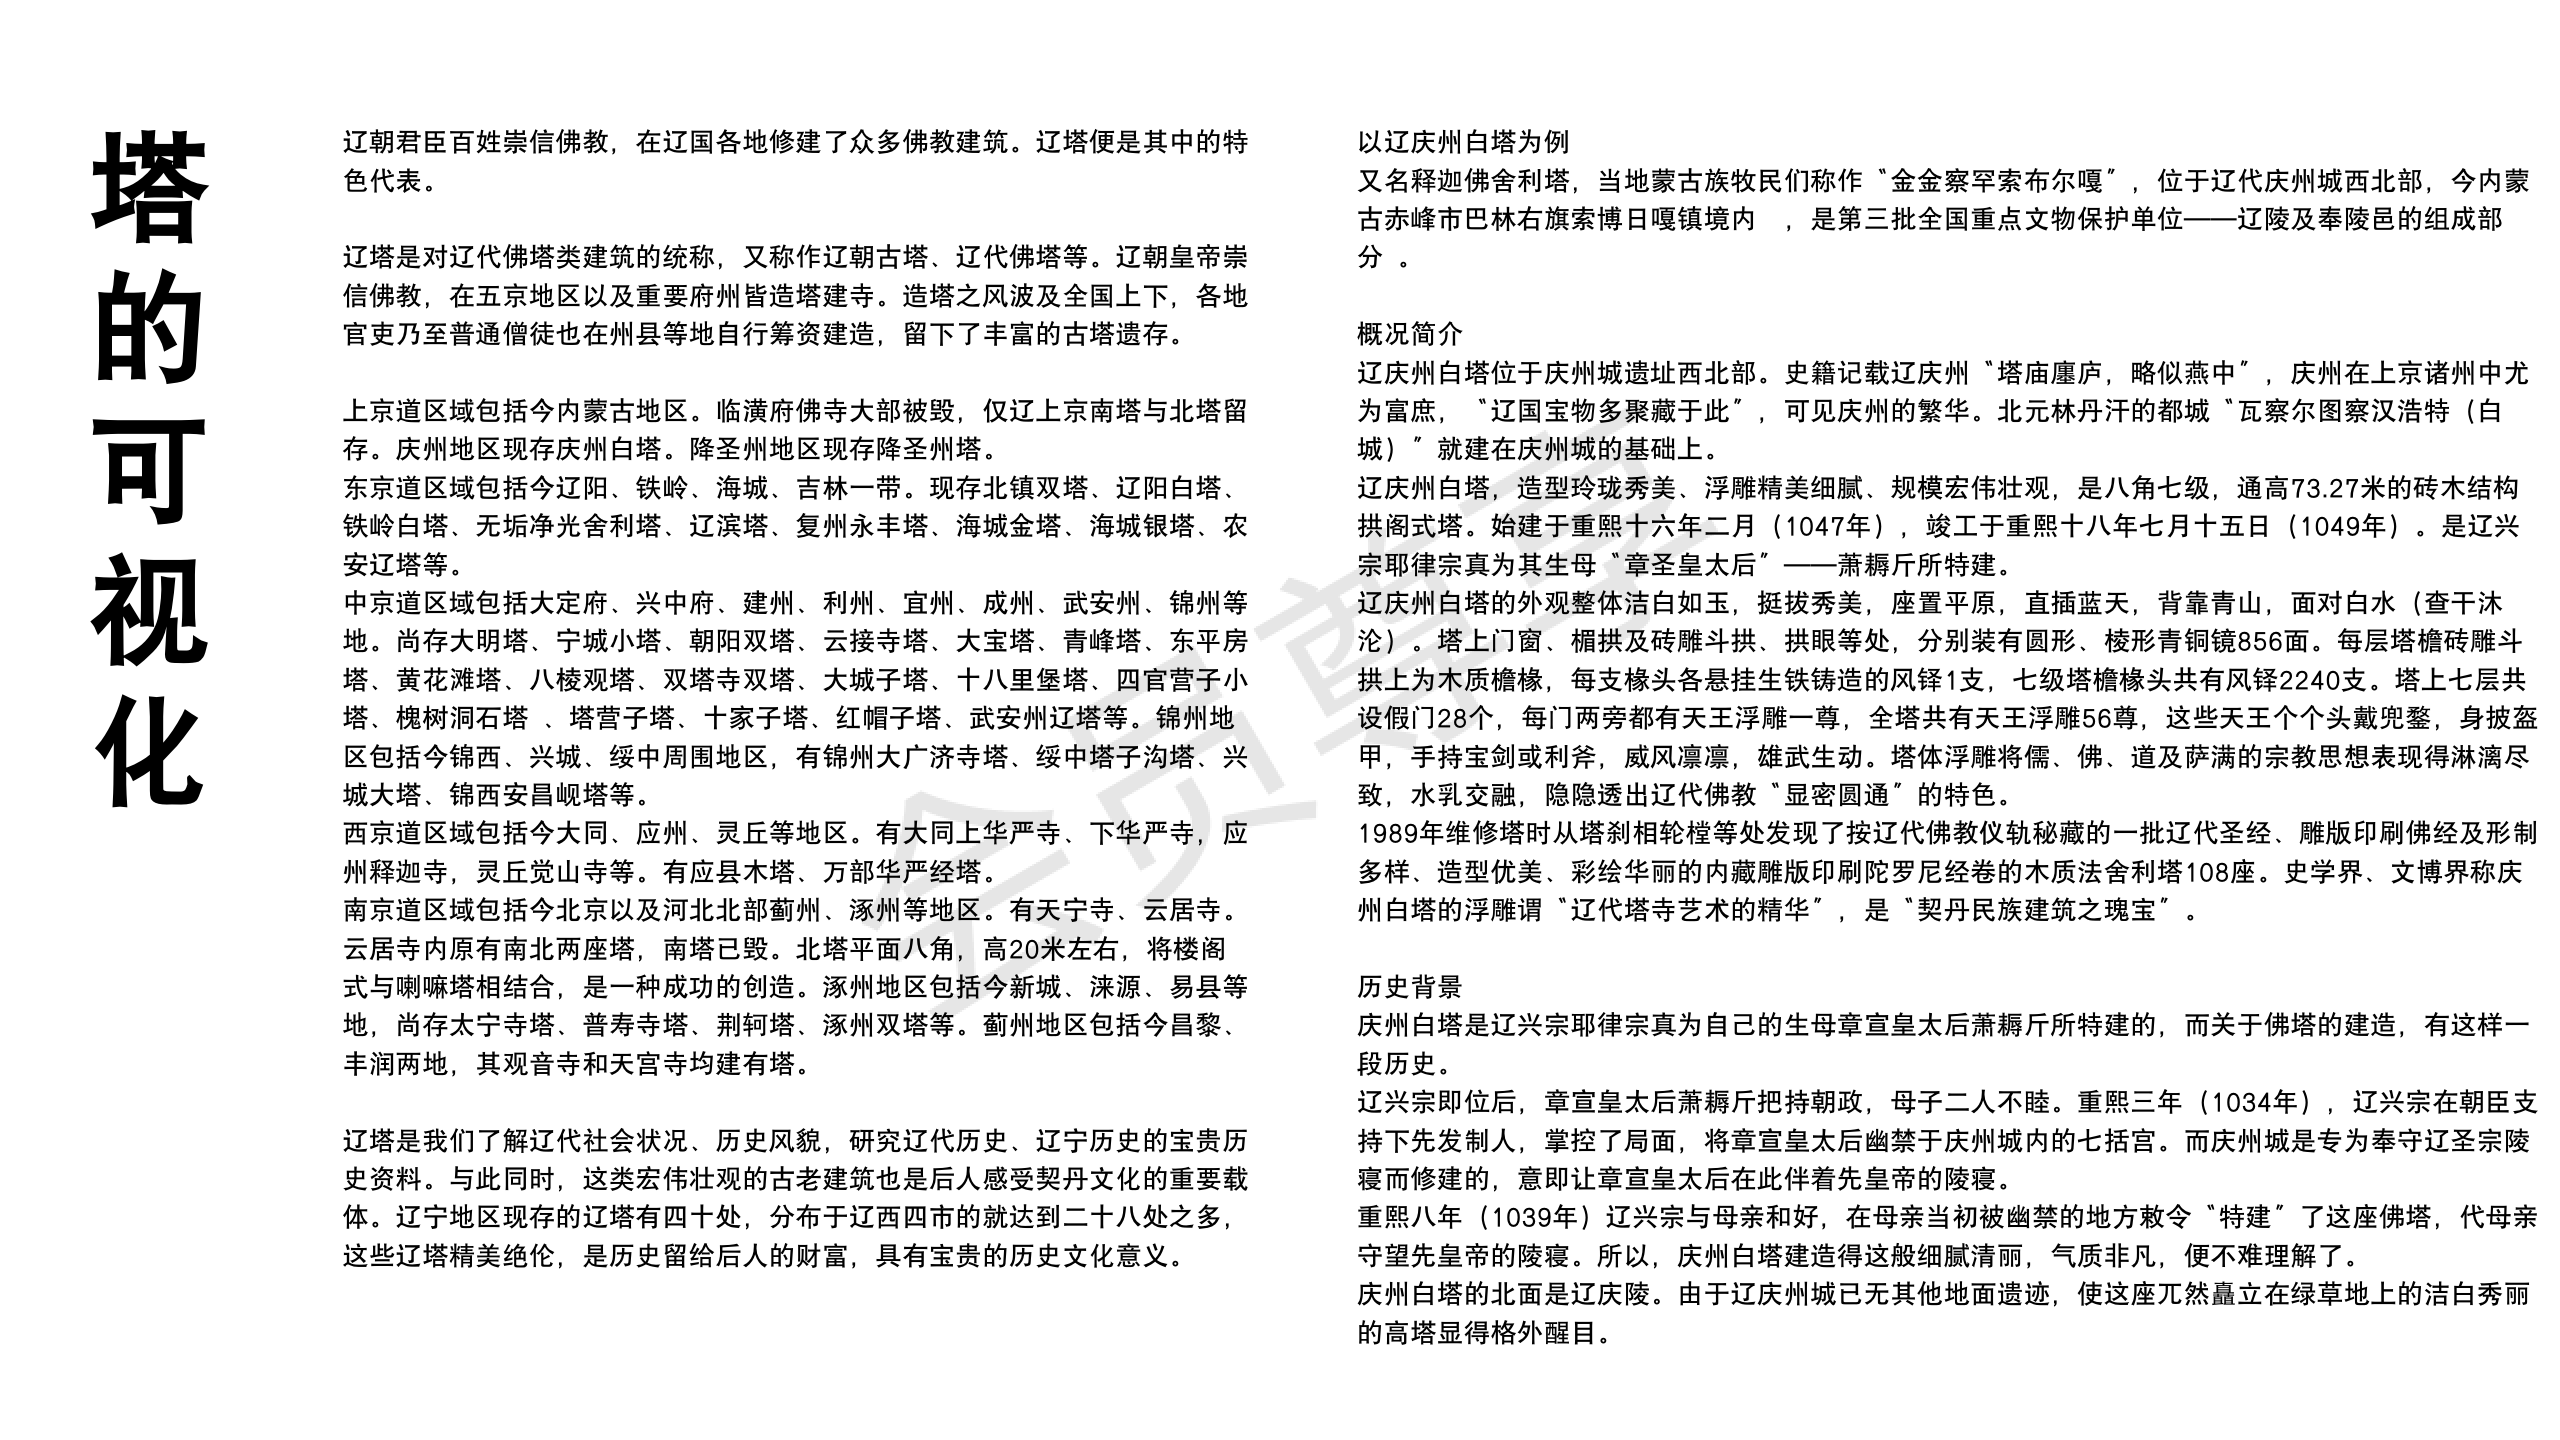 塔的可视化
辽朝君臣百姓崇信佛教，在辽国各地修建了众多佛教建筑。辽塔便是其中的特
色代表。
辽塔是对辽代佛塔类建筑的统称，又称作辽朝古塔、辽代佛塔等。辽朝皇帝崇
信佛教，在五京地区以及重要府州皆造塔建寺。造塔之风波及全国上下，各地
官吏乃至普通僧徒也在州县等地自行筹资建造，留下了丰富的古塔遗存。
上京道区域包括今内蒙古地区。临潢府佛寺大部被毁，仅辽上京南塔与北塔留
存。庆州地区现存庆州白塔。降圣州地区现存降圣州塔。
东京道区域包括今辽阳、铁岭、海城、吉林一带。现存北镇双塔、辽阳白塔、
铁岭白塔、无垢净光舍利塔、辽滨塔、复州永丰塔、海城金塔、海城银塔、农
安辽塔等。
中京道区域包括大定府、兴中府、建州、利州、宜州、成州、武安州、锦州等
地。尚存大明塔、宁城小塔、朝阳双塔、云接寺塔、大宝塔、青峰塔、东平房
塔、黄花滩塔、八棱观塔、双塔寺双塔、大城子塔、十八里堡塔、四官营子小
塔、槐树洞石塔 、塔营子塔、十家子塔、红帽子塔、武安州辽塔等。锦州地
区包括今锦西、兴城、绥中周围地区，有锦州大广济寺塔、绥中塔子沟塔、兴
城大塔、锦西安昌岘塔等。
西京道区域包括今大同、应州、灵丘等地区。有大同上华严寺、下华严寺，应
州释迦寺，灵丘觉山寺等。有应县木塔、万部华严经塔。
南京道区域包括今北京以及河北北部蓟州、涿州等地区。有天宁寺、云居寺。
云居寺内原有南北两座塔，南塔已毁。北塔平面八角，高20米左右，将楼阁
式与喇嘛塔相结合，是一种成功的创造。涿州地区包括今新城、涞源、易县等
地，尚存太宁寺塔、普寿寺塔、荆轲塔、涿州双塔等。蓟州地区包括今昌黎、
丰润两地，其观音寺和天宫寺均建有塔。
辽塔是我们了解辽代社会状况、历史风貌，研究辽代历史、辽宁历史的宝贵历
史资料。与此同时，这类宏伟壮观的古老建筑也是后人感受契丹文化的重要载
体。辽宁地区现存的辽塔有四十处，分布于辽西四市的就达到二十八处之多，
这些辽塔精美绝伦，是历史留给后人的财富，具有宝贵的历史文化意义。
以辽庆州白塔为例
又名释迦佛舍利塔，当地蒙古族牧民们称作〝金金察罕索布尔嘎〞，位于辽代庆州城西北部，今内蒙
古赤峰市巴林右旗索博日嘎镇境内 ，是第三批全国重点文物保护单位——辽陵及奉陵邑的组成部
分 。
概况简介
辽庆州白塔位于庆州城遗址西北部。史籍记载辽庆州〝塔庙廛庐，略似燕中〞，庆州在上京诸州中尤
为富庶，〝辽国宝物多聚藏于此〞，可见庆州的繁华。北元林丹汗的都城〝瓦察尔图察汉浩特（白
城）〞就建在庆州城的基础上。
辽庆州白塔，造型玲珑秀美、浮雕精美细腻、规模宏伟壮观，是八角七级，通高73.27米的砖木结构
拱阁式塔。始建于重熙十六年二月（1047年），竣工于重熙十八年七月十五日（1049年）。是辽兴
宗耶律宗真为其生母〝章圣皇太后〞——萧耨斤所特建。
辽庆州白塔的外观整体洁白如玉，挺拔秀美，座置平原，直插蓝天，背靠青山，面对白水（查干沐
沦）。塔上门窗、楣拱及砖雕斗拱、拱眼等处，分别装有圆形、棱形青铜镜856面。每层塔檐砖雕斗
拱上为木质檐椽，每支椽头各悬挂生铁铸造的风铎1支，七级塔檐椽头共有风铎2240支。塔上七层共
设假门28个，每门两旁都有天王浮雕一尊，全塔共有天王浮雕56尊，这些天王个个头戴兜鍪，身披盔
甲，手持宝剑或利斧，威风凛凛，雄武生动。塔体浮雕将儒、佛、道及萨满的宗教思想表现得淋漓尽
致，水乳交融，隐隐透出辽代佛教〝显密圆通〞的特色。
1989年维修塔时从塔刹相轮樘等处发现了按辽代佛教仪轨秘藏的一批辽代圣经、雕版印刷佛经及形制
多样、造型优美、彩绘华丽的内藏雕版印刷陀罗尼经卷的木质法舍利塔108座。史学界、文博界称庆
州白塔的浮雕谓〝辽代塔寺艺术的精华〞，是〝契丹民族建筑之瑰宝〞。
历史背景
庆州白塔是辽兴宗耶律宗真为自己的生母章宣皇太后萧耨斤所特建的，而关于佛塔的建造，有这样一
段历史。
辽兴宗即位后，章宣皇太后萧耨斤把持朝政，母子二人不睦。重熙三年（1034年），辽兴宗在朝臣支
持下先发制人，掌控了局面，将章宣皇太后幽禁于庆州城内的七括宫。而庆州城是专为奉守辽圣宗陵
寝而修建的，意即让章宣皇太后在此伴着先皇帝的陵寝。
重熙八年（1039年）辽兴宗与母亲和好，在母亲当初被幽禁的地方敕令〝特建〞了这座佛塔，代母亲
守望先皇帝的陵寝。所以，庆州白塔建造得这般细腻清丽，气质非凡，便不难理解了。
庆州白塔的北面是辽庆陵。由于辽庆州城已无其他地面遗迹，使这座兀然矗立在绿草地上的洁白秀丽
的高塔显得格外醒目。
会员尊享